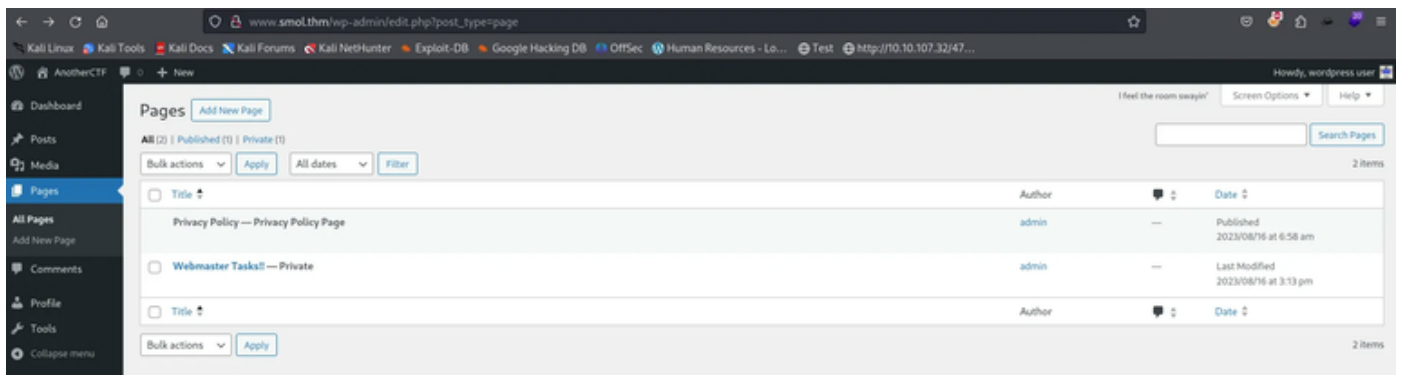 www.smol.thm/wp-admin/edit.php?post_type=page
20
Kali Linux Kali Tools Kali Docs Kali Forums Kali NetHunter Exploit-DB Google Hacking DB OffSec Human Resources - Lo... Test http://10.10.107.32/47...
AnotherCTF 0 + New Howdy, wordpress user
Dashboard
Posts
Media
Pages
All Pages
Add New Page
Comments
Profile
Tools
Collapse menu
I feel the room swayin' Screen Options Help
Pages Add New Page
All (2) | Published (1) | Private (1)
Search Pages
Bulk actions Apply All dates Filter 2 items
Title Author Date
Privacy Policy — Privacy Policy Page admin — Published
2023/08/16 at 6:58 am
Webmaster Tasks!! — Private admin — Last Modified
2023/08/16 at 3:13 pm
Title Author Date
Bulk actions Apply 2 items